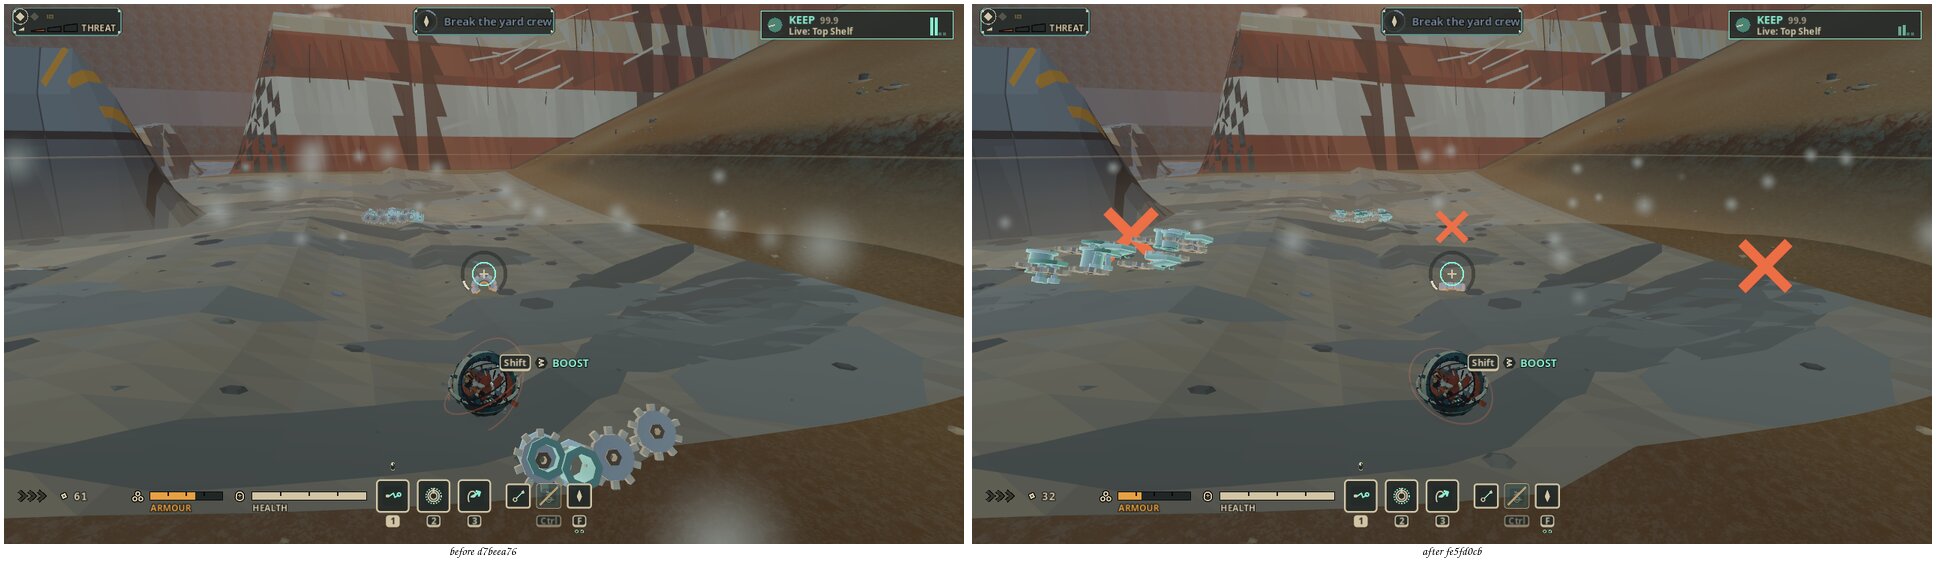 THREAT
Break the yard crew
KEEP 99.9
Live: Top Shelf
Shift BOOST
61
ARMOUR
HEALTH
1 2 3 Ctrl F
before d7beea76
THREAT
Break the yard crew
KEEP 99.9
Live: Top Shelf
Shift BOOST
32
ARMOUR
HEALTH
1 2 3 Ctrl F
after fe5fd0cb